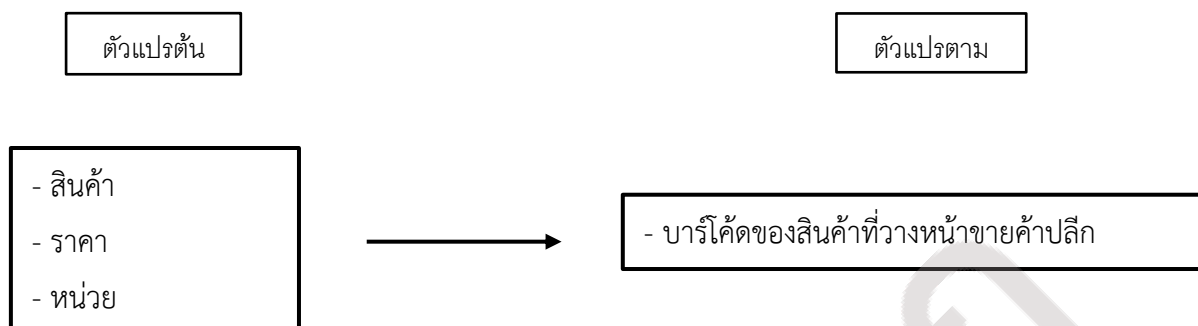 ตัวแปรต้น
ตัวแปรตาม
- สินค้า
- ราคา
- หน่วย
- บาร์โค้ดของสินค้าที่วางหน้าขายค้าปลีก